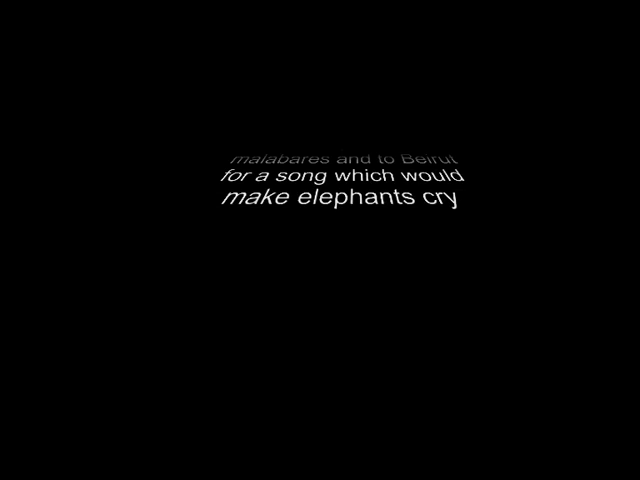 malabares and to Beirut
for a song which would
make elephants cry